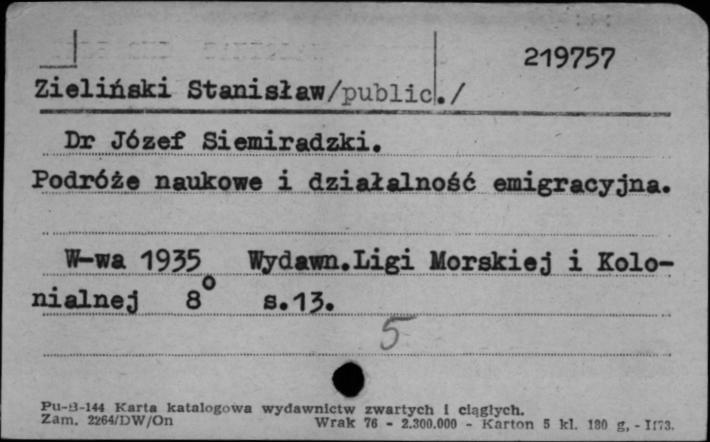 219757
Zieliński Stanisław/public./
Dr Józef Siemiradzki.
Podróże naukowe i działalność emigracyjna.
W-wa 1935 Wydawn.Ligi Morskiej i Kolo-
nialnej 8° s.13.
5
Pu-B-144 Karta katalogowa wydawnictw zwartych i ciągłych.
Zam. 2264/DW/On Wrak 76 - 2.300.000 - Karton 5 kl. 180 g, - 1173.